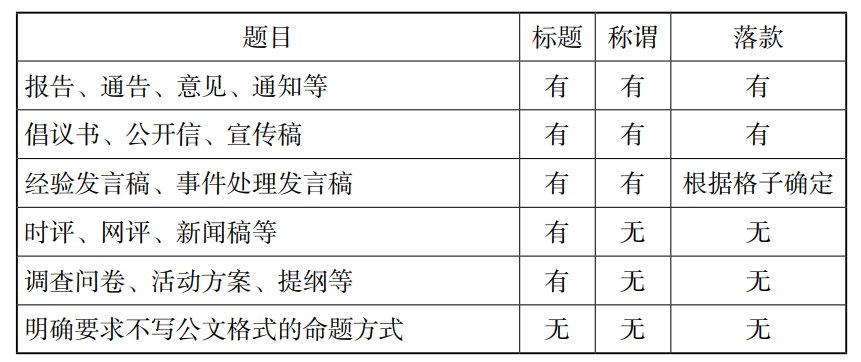 题目 标题 称谓 落款
报告、通告、意见、通知等 有 有 有
倡议书、公开信、宣传稿 有 有 有
经验发言稿、事件处理发言稿 有 有 根据格子确定
时评、网评、新闻稿等 有 无 无
调查问卷、活动方案、提纲等 有 无 无
明确要求不写公文格式的命题方式 无 无 无